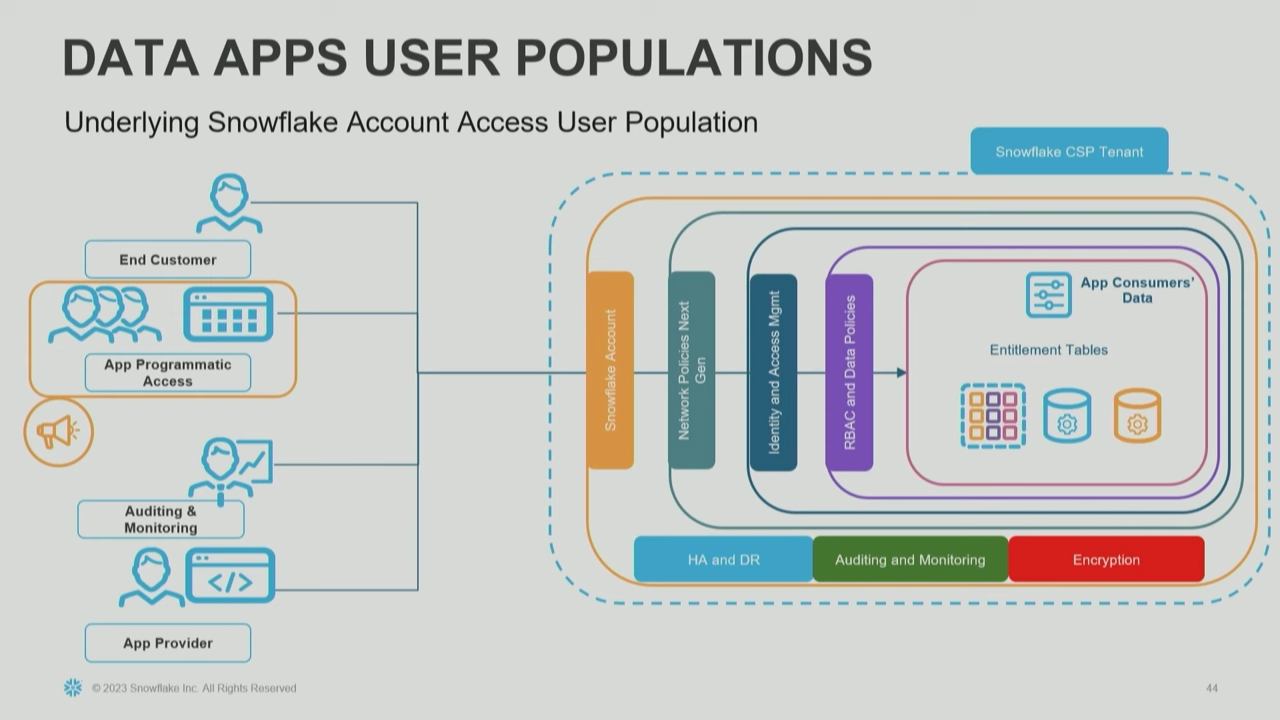 DATA APPS USER POPULATIONS
Underlying Snowflake Account Access User Population
Snowflake CSP Tenant
End Customer
App Programmatic
Access
Auditing &
Monitoring
</>
App Provider
Snowflake Account
Network Policies Next
Gen
Identity and Access Mgmt
RBAC and Data Policies
App Consumers'
Data
Entitlement Tables
HA and DR
Auditing and Monitoring
Encryption
© 2023 Snowflake Inc. All Rights Reserved
44